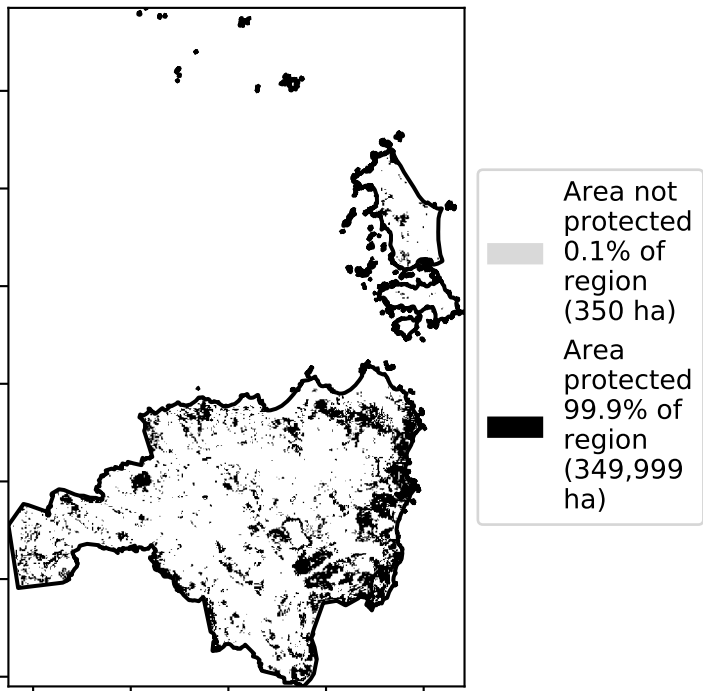 Area not
protected
0.1% of
region
(350 ha)
Area
protected
99.9% of
region
(349,999
ha)